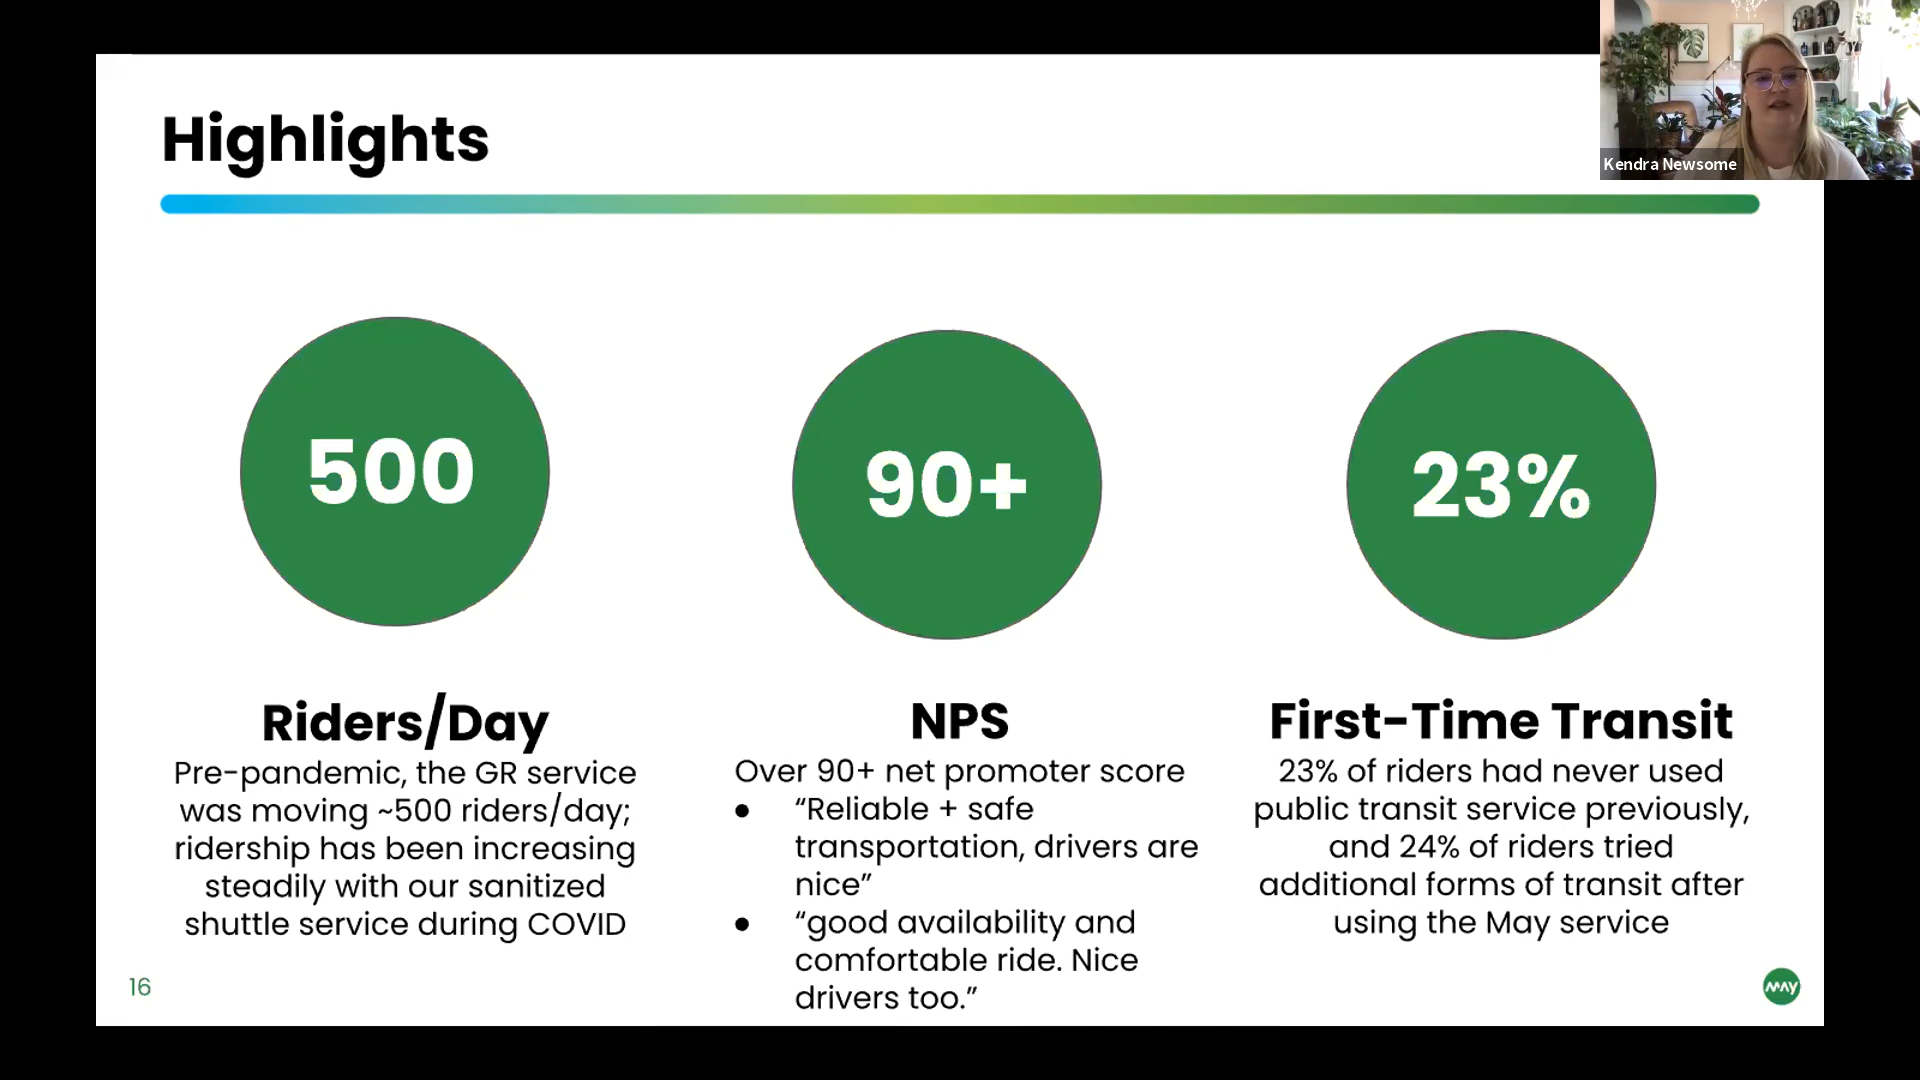 Highlights
Kendra Newsome
500
90+
23%
Riders/Day
Pre-pandemic, the GR service
was moving ~500 riders/day;
ridership has been increasing
steadily with our sanitized
shuttle service during COVID
NPS
Over 90+ net promoter score
● “Reliable + safe
transportation, drivers are
nice”
● “good availability and
comfortable ride. Nice
drivers too.”
First-Time Transit
23% of riders had never used
public transit service previously,
and 24% of riders tried
additional forms of transit after
using the May service
16
MAY